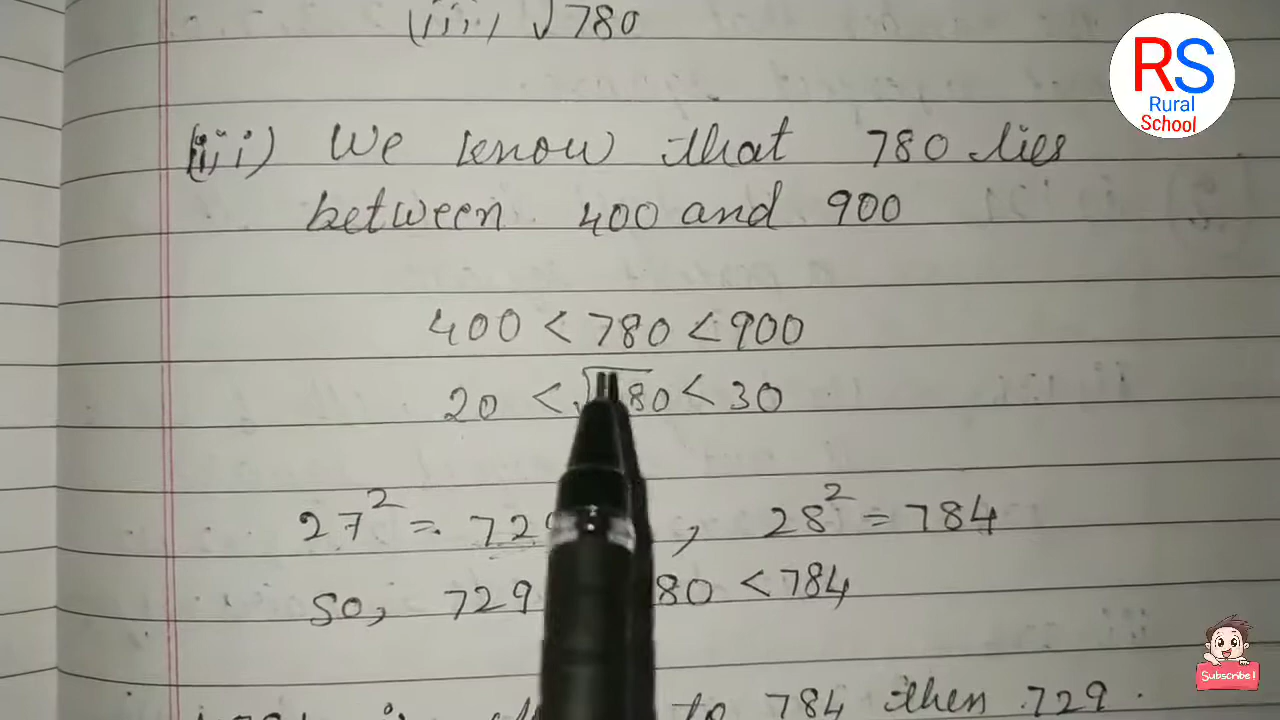 (iii) √780
(iii) We know that 780 lies
between 400 and 900
400 < 780 < 900
20 < √80 < 30
27² = 72 , 28² = 784
so, 729 80 < 784
to 784 then 729.
RS
Rural
School
Subscribe!